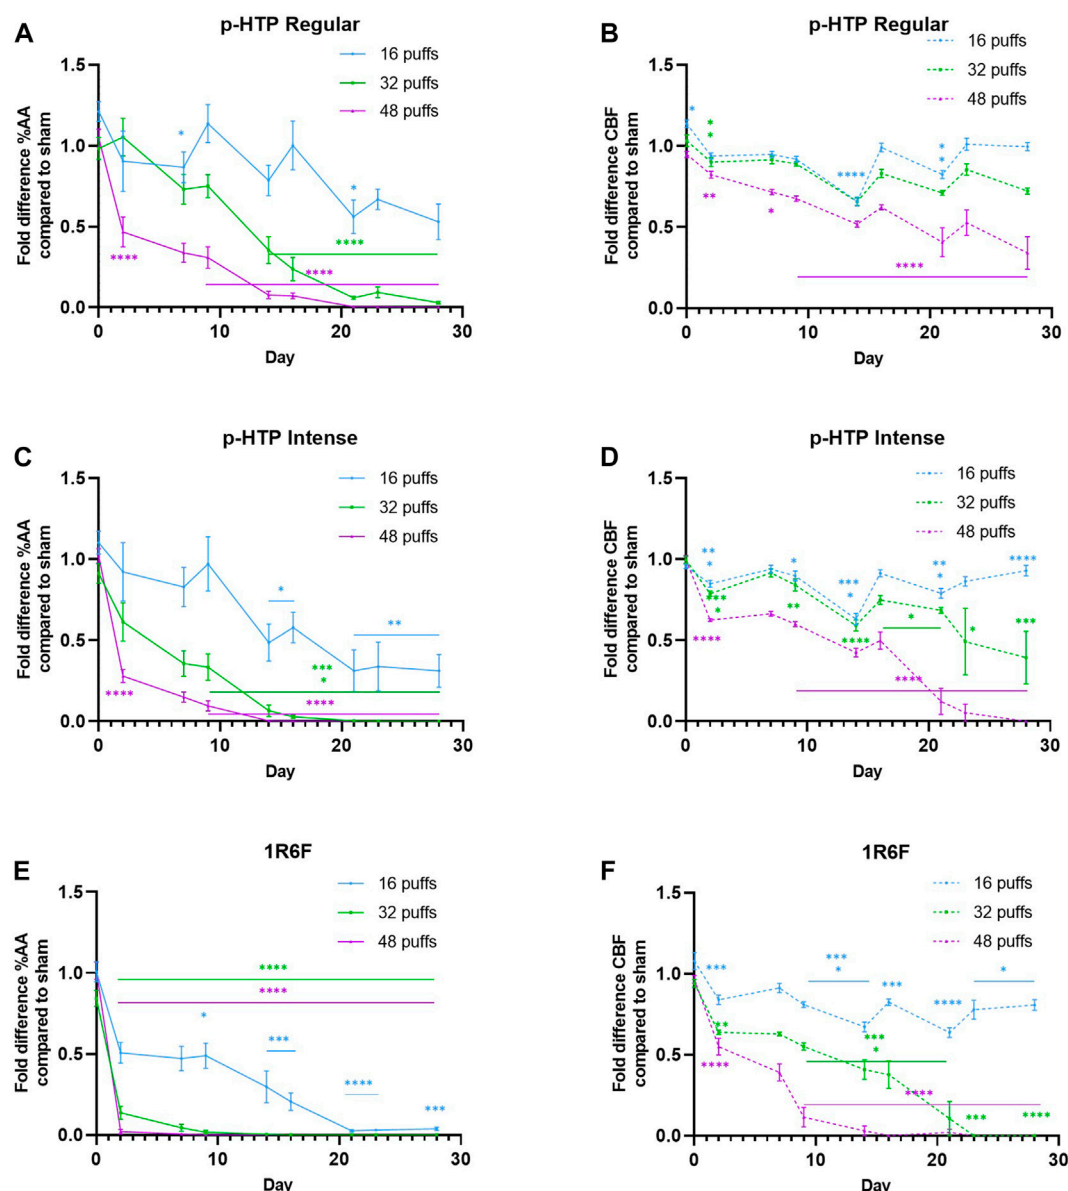 A
p-HTP Regular
16 puffs
32 puffs
48 puffs
Fold difference %AA
compared to sham
1.5
1.0
0.5
0.0
*
*
****
****
****
0
10
20
30
Day
B
p-HTP Regular
16 puffs
32 puffs
48 puffs
Fold difference CBF
compared to sham
1.5
1.0
0.5
0.0
*
*
*
****
*
*
**
*
****
0
10
20
30
Day
C
p-HTP Intense
16 puffs
32 puffs
48 puffs
Fold difference %AA
compared to sham
1.5
1.0
0.5
0.0
*
**
***
*
****
****
0
10
20
30
Day
D
p-HTP Intense
16 puffs
32 puffs
48 puffs
Fold difference CBF
compared to sham
1.5
1.0
0.5
0.0
**
*
*
***
*
**
*
****
***
*
**
****
*
*
***
****
****
0
10
20
30
Day
E
1R6F
16 puffs
32 puffs
48 puffs
Fold difference %AA
compared to sham
1.5
1.0
0.5
0.0
****
****
*
***
****
***
0
10
20
30
Day
F
1R6F
16 puffs
32 puffs
48 puffs
Fold difference CBF
compared to sham
1.5
1.0
0.5
0.0
***
***
*
***
****
*
**
***
*
****
****
***
****
0
10
20
30
Day